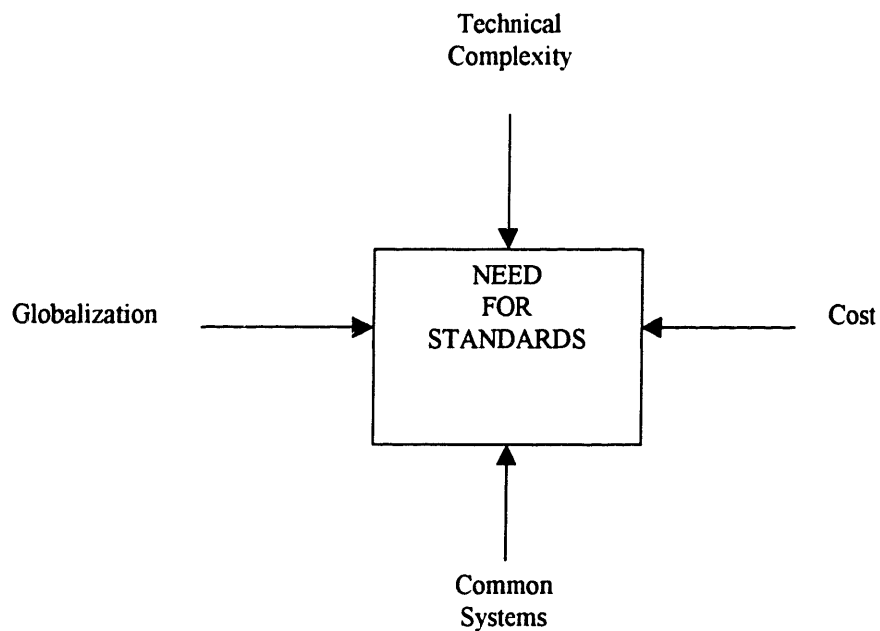 Technical
Complexity
NEED
FOR
STANDARDS
Globalization
Cost
Common
Systems